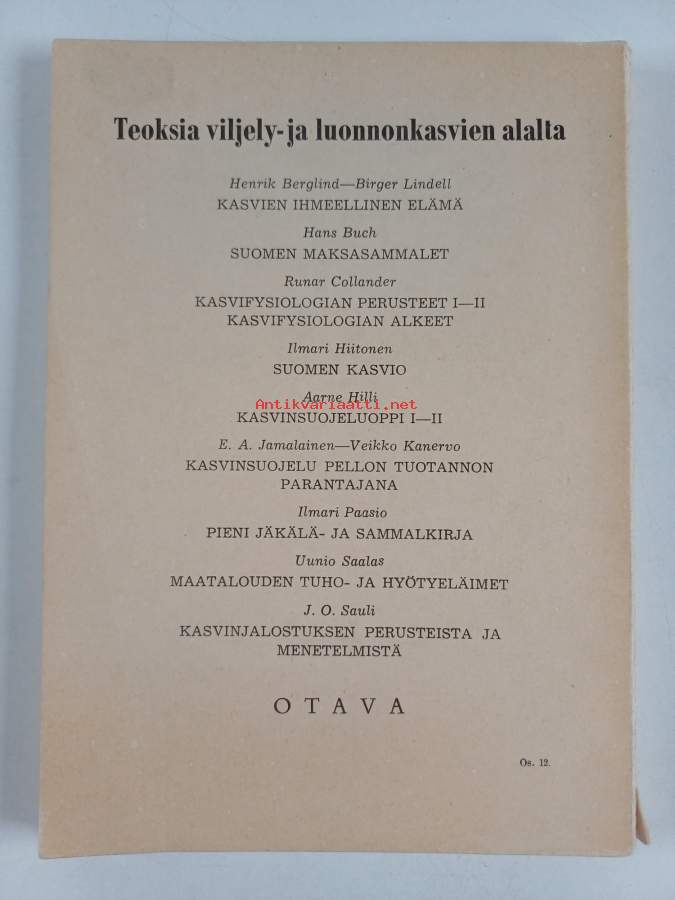 Teoksia viljely- ja luonnonkasvien alalta
Henrik Berglind—Birger Lindell
KASVIEN IHMEELLINEN ELÄMÄ
Hans Buch
SUOMEN MAKSASAMMALET
Runar Collander
KASVIFYSIOLOGIAN PERUSTEET I—II
KASVIFYSIOLOGIAN ALKEET
Ilmari Hiitonen
SUOMEN KASVIO
Aarne Hilli
Antikvariaatti.net
KASVINSUOJELUOPPI I—II
E. A. Jamalainen—Veikko Kanervo
KASVINSUOJELU PELLON TUOTANNON
PARANTAJANA
Ilmari Paasio
PIENI JÄKÄLÄ- JA SAMMALKIRJA
Uunio Saalas
MAATALOUDEN TUHO- JA HYÖTYELÄIMET
J. O. Sauli
KASVINJALOSTUKSEN PERUSTEISTA JA
MENETELMISTÄ
OTAVA
Os. 12.